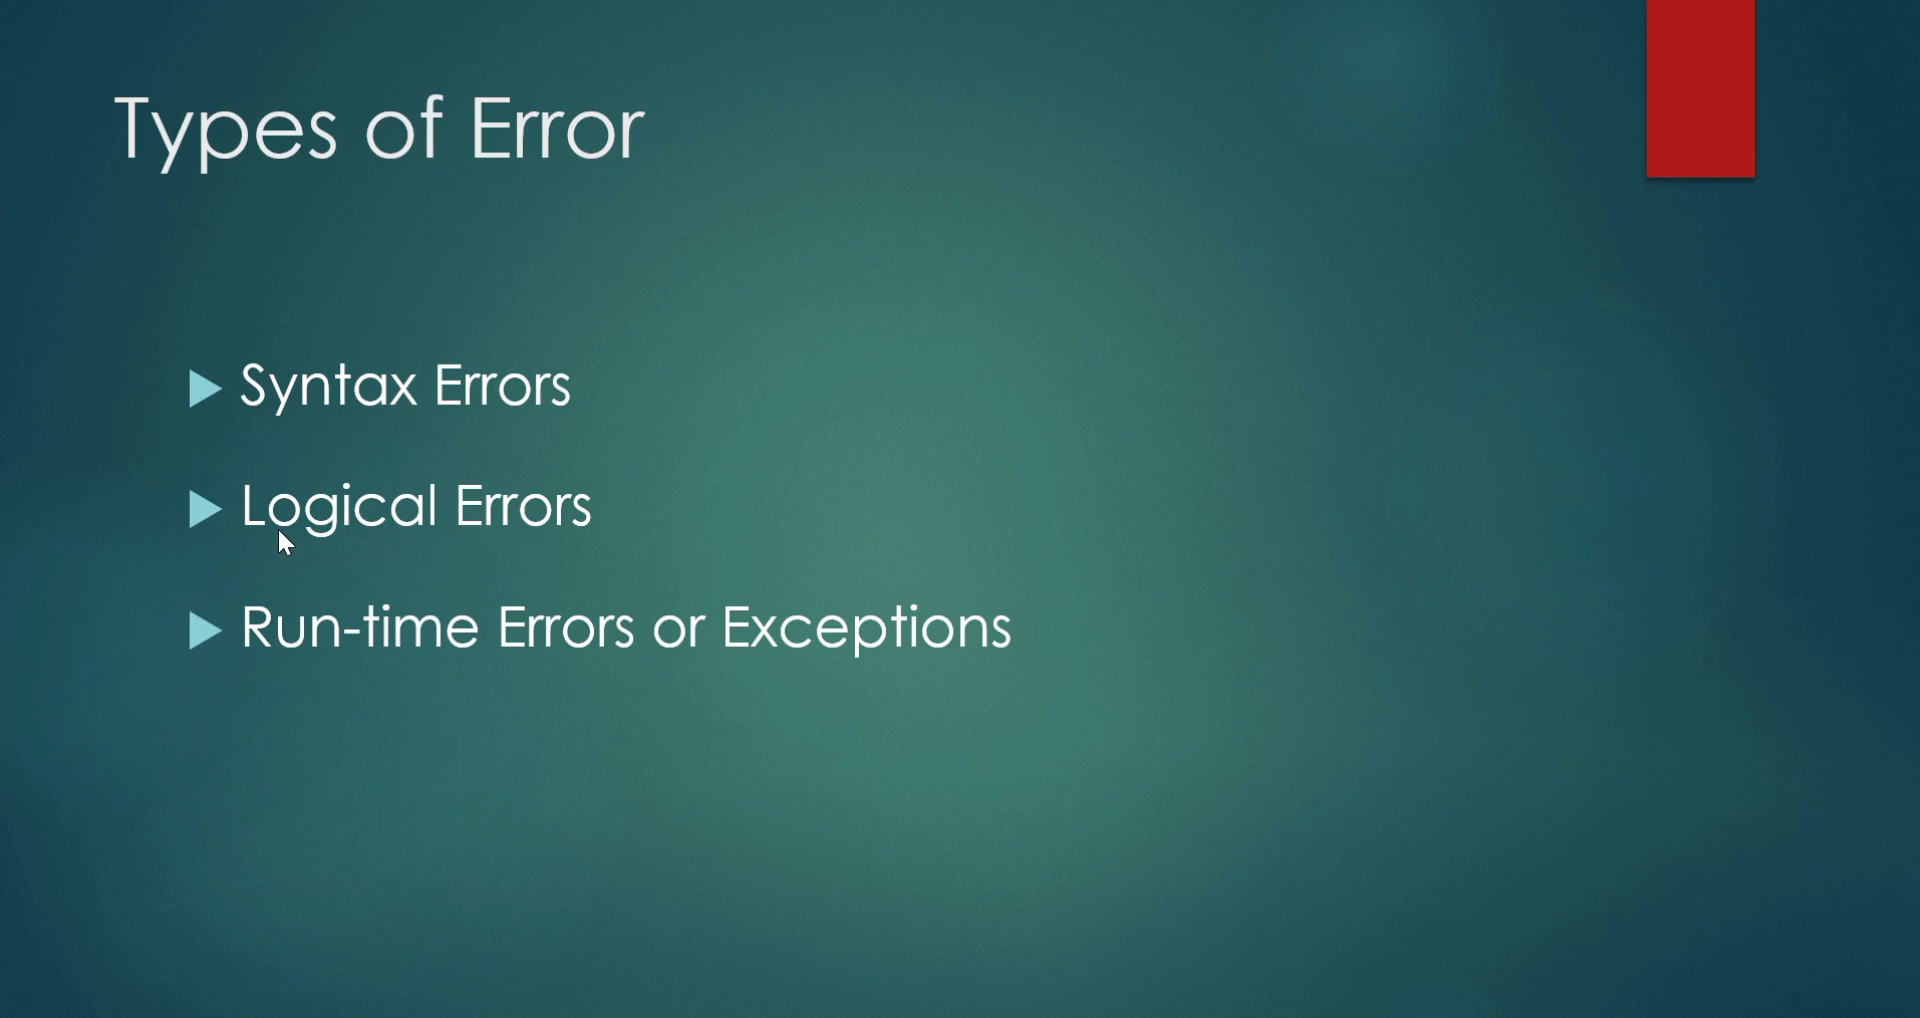 Types of Error
Syntax Errors
Logical Errors
Run-time Errors or Exceptions